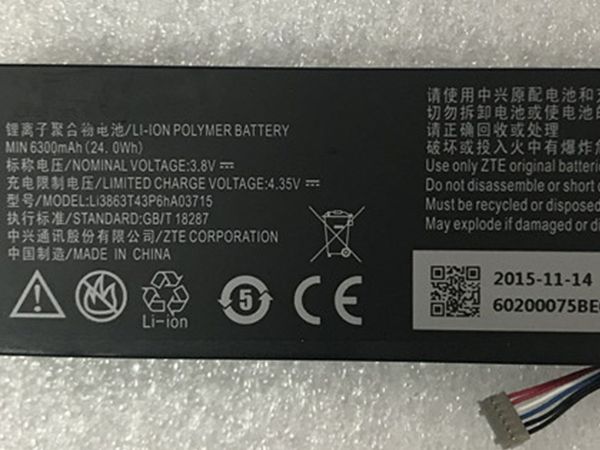 锂离子聚合物电池/LI-ION POLYMER BATTERY
MIN 6300mAh (24.0Wh)
标称电压/NOMINAL VOLTAGE:3.8V
充电限制电压/LIMITED CHARGE VOLTAGE:4.35V
型号/MODEL:Li3863T43P6hA03715
执行标准/STANDARD:GB/T 18287
中兴通讯股份有限公司/ZTE CORPORATION
中国制造/MADE IN CHINA
Li-ion
5
CE
请使用中兴原配电池和充
切勿拆卸电池或使电池的
请正确回收或处理
破坏或投入火中有爆炸危
Use only ZTE original batteries
Do not disassemble or short c
Must be recycled or disposed
May explode if damaged or di
2015-11-14
60200075BE